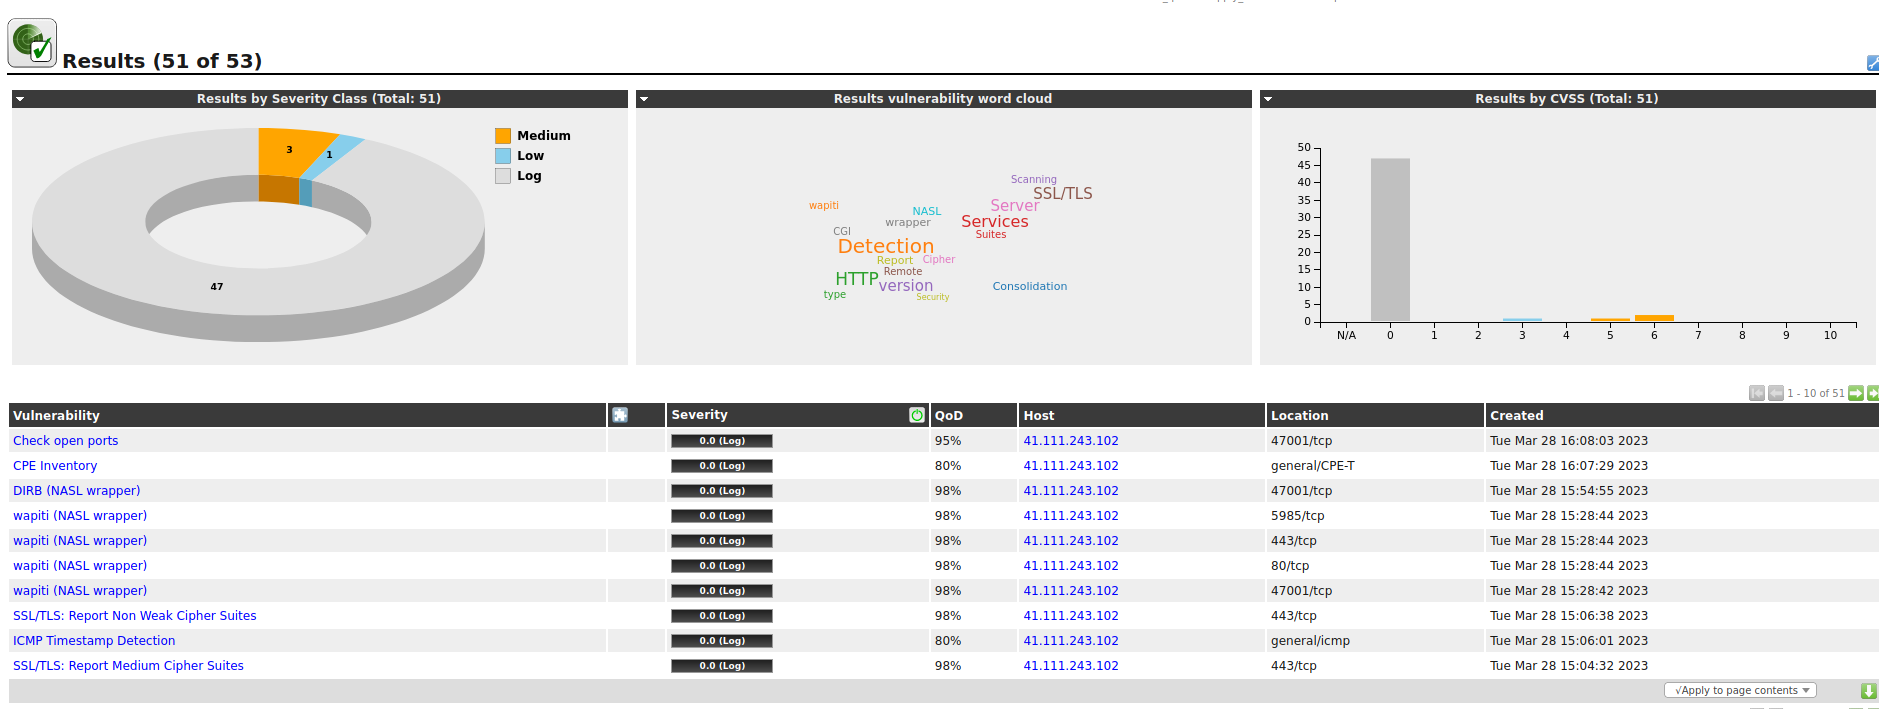 Results (51 of 53)
Results by Severity Class (Total: 51)
3
1
47
Medium
Low
Log
Results vulnerability word cloud
Scanning
SSL/TLS
wapiti
NASL
Server
wrapper
Services
CGI
Suites
Detection
Report
Cipher
Remote
HTTP
version
Consolidation
type
Security
Results by CVSS (Total: 51)
50
45
40
35
30
25
20
15
10
5
0
N/A 0 1 2 3 4 5 6 7 8 9 10
1 - 10 of 51
Vulnerability Severity QoD Host Location Created
Check open ports 0.0 (Log) 95% 41.111.243.102 47001/tcp Tue Mar 28 16:08:03 2023
CPE Inventory 0.0 (Log) 80% 41.111.243.102 general/CPE-T Tue Mar 28 16:07:29 2023
DIRB (NASL wrapper) 0.0 (Log) 98% 41.111.243.102 47001/tcp Tue Mar 28 15:54:55 2023
wapiti (NASL wrapper) 0.0 (Log) 98% 41.111.243.102 5985/tcp Tue Mar 28 15:28:44 2023
wapiti (NASL wrapper) 0.0 (Log) 98% 41.111.243.102 443/tcp Tue Mar 28 15:28:44 2023
wapiti (NASL wrapper) 0.0 (Log) 98% 41.111.243.102 80/tcp Tue Mar 28 15:28:44 2023
wapiti (NASL wrapper) 0.0 (Log) 98% 41.111.243.102 47001/tcp Tue Mar 28 15:28:42 2023
SSL/TLS: Report Non Weak Cipher Suites 0.0 (Log) 98% 41.111.243.102 443/tcp Tue Mar 28 15:06:38 2023
ICMP Timestamp Detection 0.0 (Log) 80% 41.111.243.102 general/icmp Tue Mar 28 15:06:01 2023
SSL/TLS: Report Medium Cipher Suites 0.0 (Log) 98% 41.111.243.102 443/tcp Tue Mar 28 15:04:32 2023
√Apply to page contents